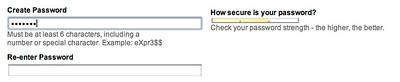 Create Password
•••••••
Must be at least 6 characters, including a
number or special character. Example: eXpr3$$
Re-enter Password
How secure is your password?
Check your password strength - the higher, the better.